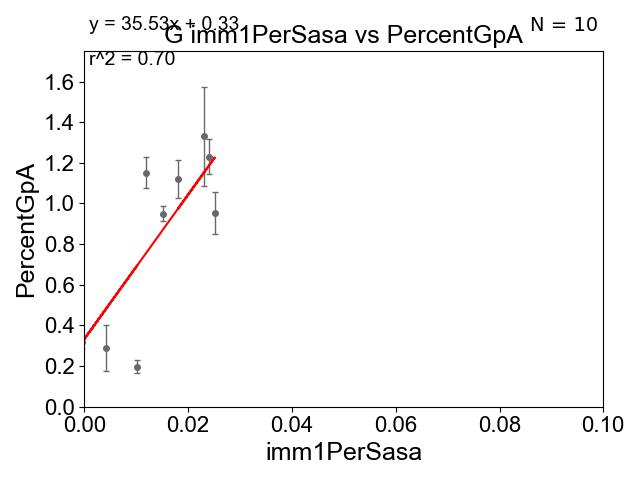 y = 35.53x + 0.33
N = 10
G imm1PerSasa vs PercentGpA
r^2 = 0.70
PercentGpA
1.6
1.4
1.2
1.0
0.8
0.6
0.4
0.2
0.0
0.00 0.02 0.04 0.06 0.08 0.10
imm1PerSasa